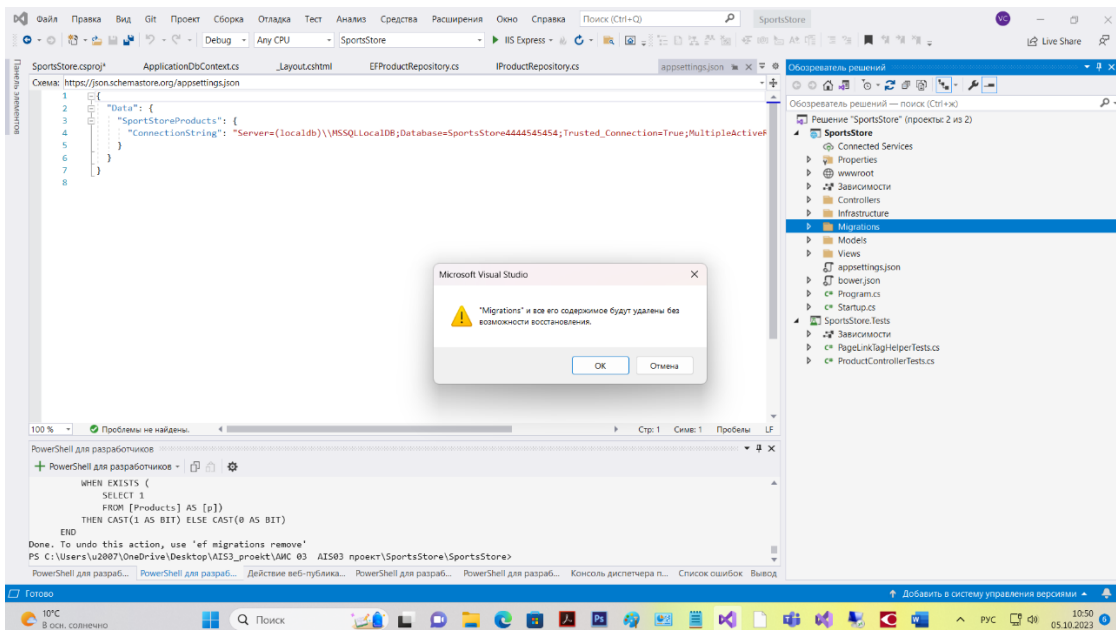 Файл Правка Вид Git Проект Сборка Отладка Тест Анализ Средства Расширения Окно Справка Поиск (Ctrl+Q) SportsStore VC
Debug Any CPU SportsStore IIS Express Live Share
Панель элементов
SportsStore.csproj* ApplicationDbContext.cs _Layout.cshtml EFProductRepository.cs IProductRepository.cs appsettings.json
Схема: https://json.schemastore.org/appsettings.json
1 {
2 "Data": {
3 "SportStoreProducts": {
4 "ConnectionString": "Server=(localdb)\\MSSQLLocalDB;Database=SportsStore4444545454;Trusted_Connection=True;MultipleActiveR
5 }
6 }
7 }
8
Microsoft Visual Studio
"Migrations" и все его содержимое будут удалены без
возможности восстановления.
OK Отмена
100 % Проблемы не найдены. Стр: 1 Симв: 1 Пробелы LF
Обозреватель решений
Обозреватель решений — поиск (Ctrl+ж)
Решение "SportsStore" (проекты: 2 из 2)
SportsStore
Connected Services
Properties
wwwroot
Зависимости
Controllers
Infrastructure
Migrations
Models
Views
appsettings.json
bower.json
C# Program.cs
C# Startup.cs
SportsStore.Tests
Зависимости
C# PageLinkTagHelperTests.cs
C# ProductControllerTests.cs
PowerShell для разработчиков
PowerShell для разработчиков
WHEN EXISTS (
SELECT 1
FROM [Products] AS [p])
THEN CAST(1 AS BIT) ELSE CAST(0 AS BIT)
END
Done. To undo this action, use 'ef migrations remove'
PS C:\Users\u2007\OneDrive\Desktop\AIS3_proekt\АИС 03 AIS03 проект\SportsStore\SportsStore>
PowerShell для разраб... PowerShell для разраб... Действие веб-публика... PowerShell для разраб... PowerShell для разраб... Консоль диспетчера п... Список ошибок Вывод
Готово Добавить в систему управления версиями
10°C
В осн. солнечно
Поиск
РУС
10:50
05.10.2023